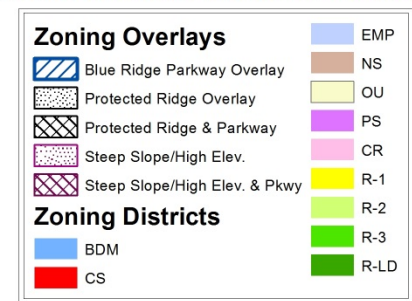 Zoning Overlays
Blue Ridge Parkway Overlay
Protected Ridge Overlay
Protected Ridge & Parkway
Steep Slope/High Elev.
Steep Slope/High Elev. & Pkwy
Zoning Districts
BDM
CS
EMP
NS
OU
PS
CR
R-1
R-2
R-3
R-LD